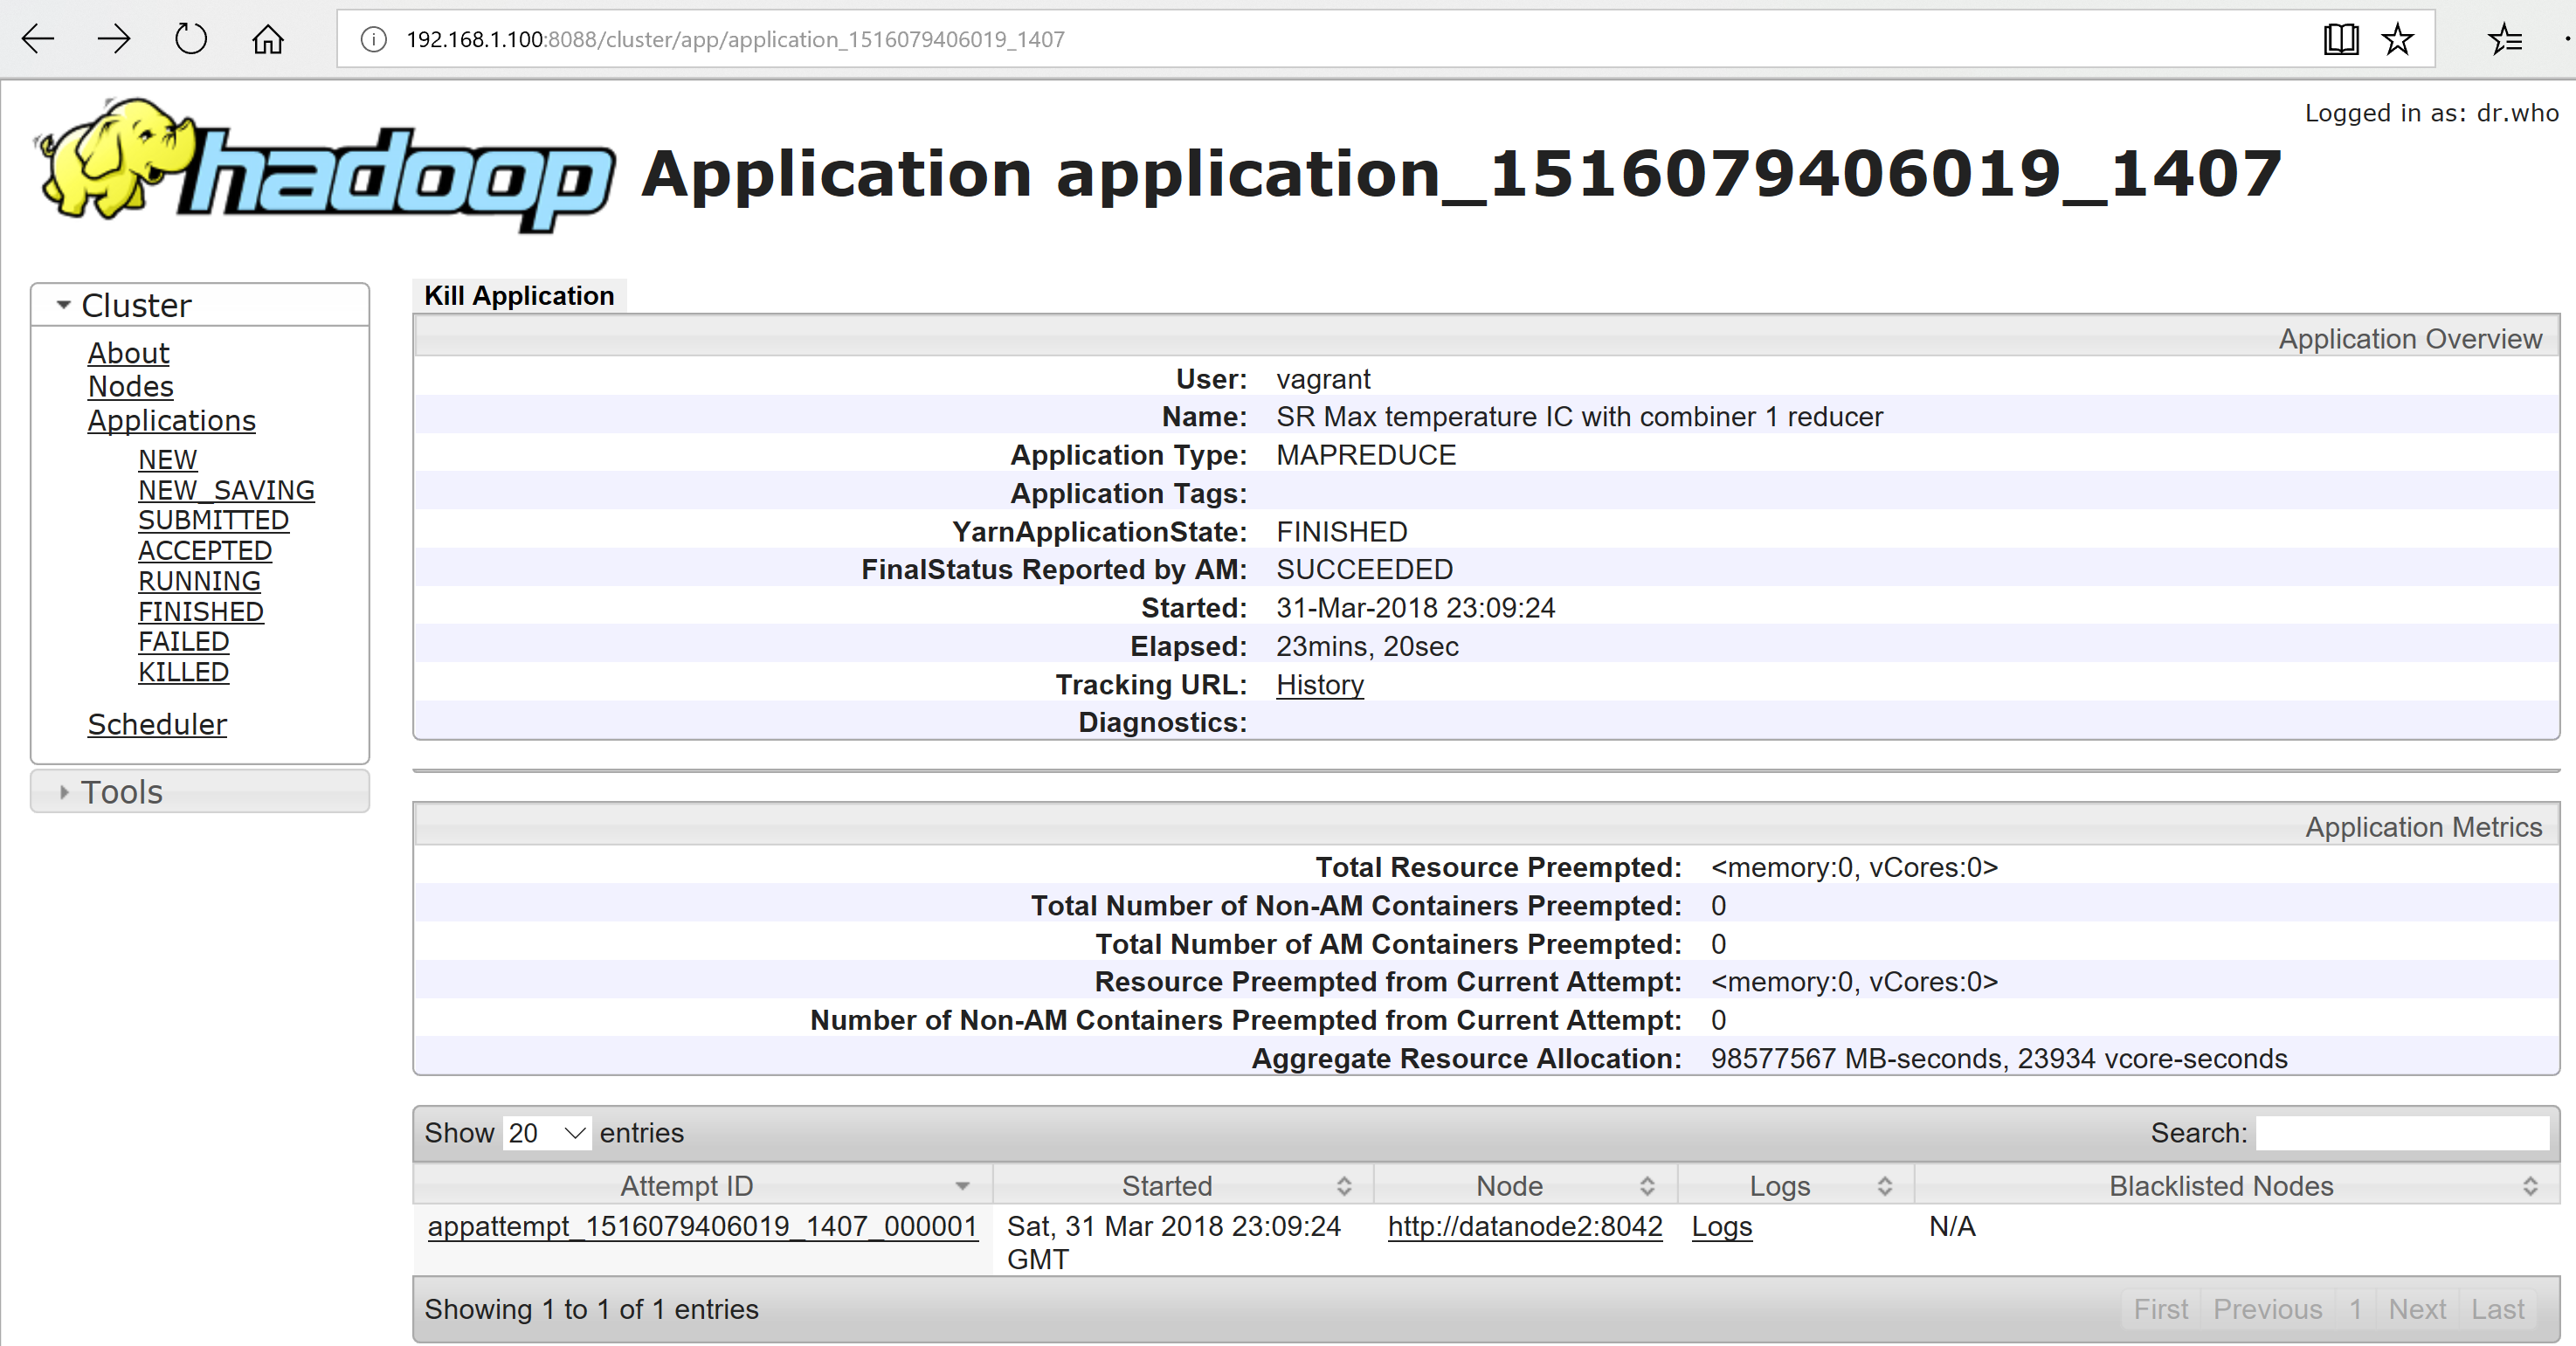 192.168.1.100:8088/cluster/app/application_1516079406019_1407
Logged in as: dr.who
hadoop
Application application_1516079406019_1407
Cluster
About
Nodes
Applications
NEW
NEW_SAVING
SUBMITTED
ACCEPTED
RUNNING
FINISHED
FAILED
KILLED
Scheduler
Tools
Kill Application
Application Overview
User: vagrant
Name: SR Max temperature IC with combiner 1 reducer
Application Type: MAPREDUCE
Application Tags:
YarnApplicationState: FINISHED
FinalStatus Reported by AM: SUCCEEDED
Started: 31-Mar-2018 23:09:24
Elapsed: 23mins, 20sec
Tracking URL: History
Diagnostics:
Application Metrics
Total Resource Preempted: <memory:0, vCores:0>
Total Number of Non-AM Containers Preempted: 0
Total Number of AM Containers Preempted: 0
Resource Preempted from Current Attempt: <memory:0, vCores:0>
Number of Non-AM Containers Preempted from Current Attempt: 0
Aggregate Resource Allocation: 98577567 MB-seconds, 23934 vcore-seconds
Show 20 entries Search:
Attempt ID Started Node Logs Blacklisted Nodes
appattempt_1516079406019_1407_000001 Sat, 31 Mar 2018 23:09:24 http://datanode2:8042 Logs N/A
GMT
Showing 1 to 1 of 1 entries First Previous 1 Next Last